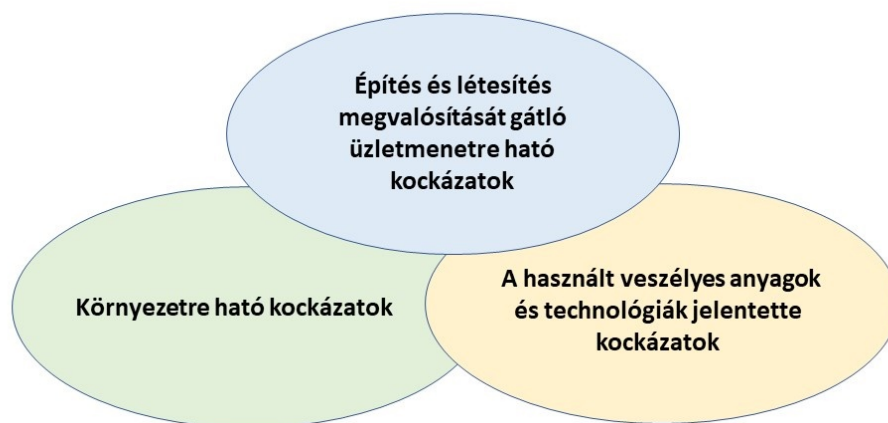 Építés és létesítés
megvalósítását gátló
üzletmenetre ható
kockázatok
Környezetre ható kockázatok
A használt veszélyes anyagok
és technológiák jelentette
kockázatok